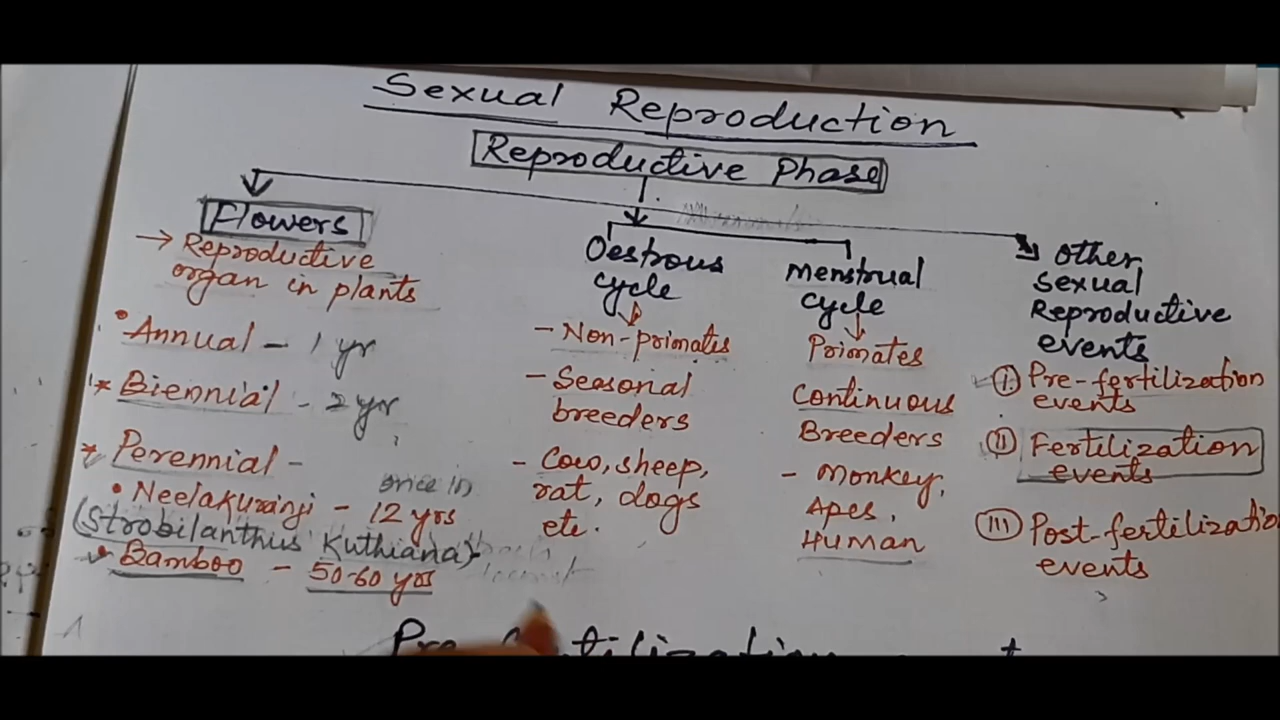 Sexual Reproduction
Reproductive Phase
Flowers
→ Reproductive
organ in plants
• Annual - 1 yr
* Biennial - 2 yr
* Perennial -
once in
• Neelakuranji - 12 yrs
(Strobilanthus Kuthiana)
• Bamboo - 50-60 yrs
Oestrous
cycle
- Non-primates
- Seasonal
breeders
- Cow, sheep,
rat, dogs
etc.
menstrual
cycle
Primates
Continuous
Breeders
- Monkey,
Apes,
Human
Other
Sexual
Reproductive
events
I. Pre-fertilization
events
II Fertilization
events
III Post-fertilization
events